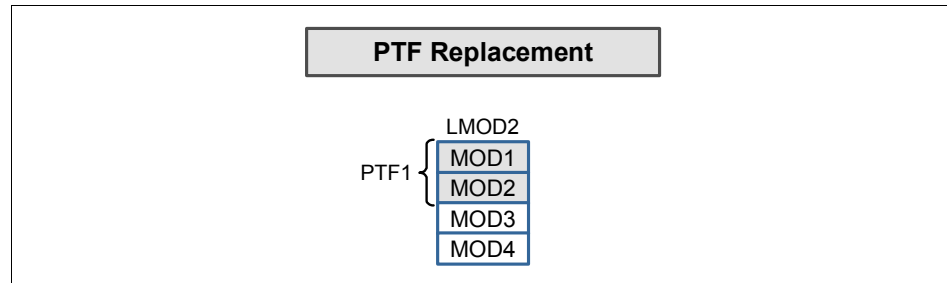 PTF Replacement
LMOD2
PTF1
MOD1
MOD2
MOD3
MOD4